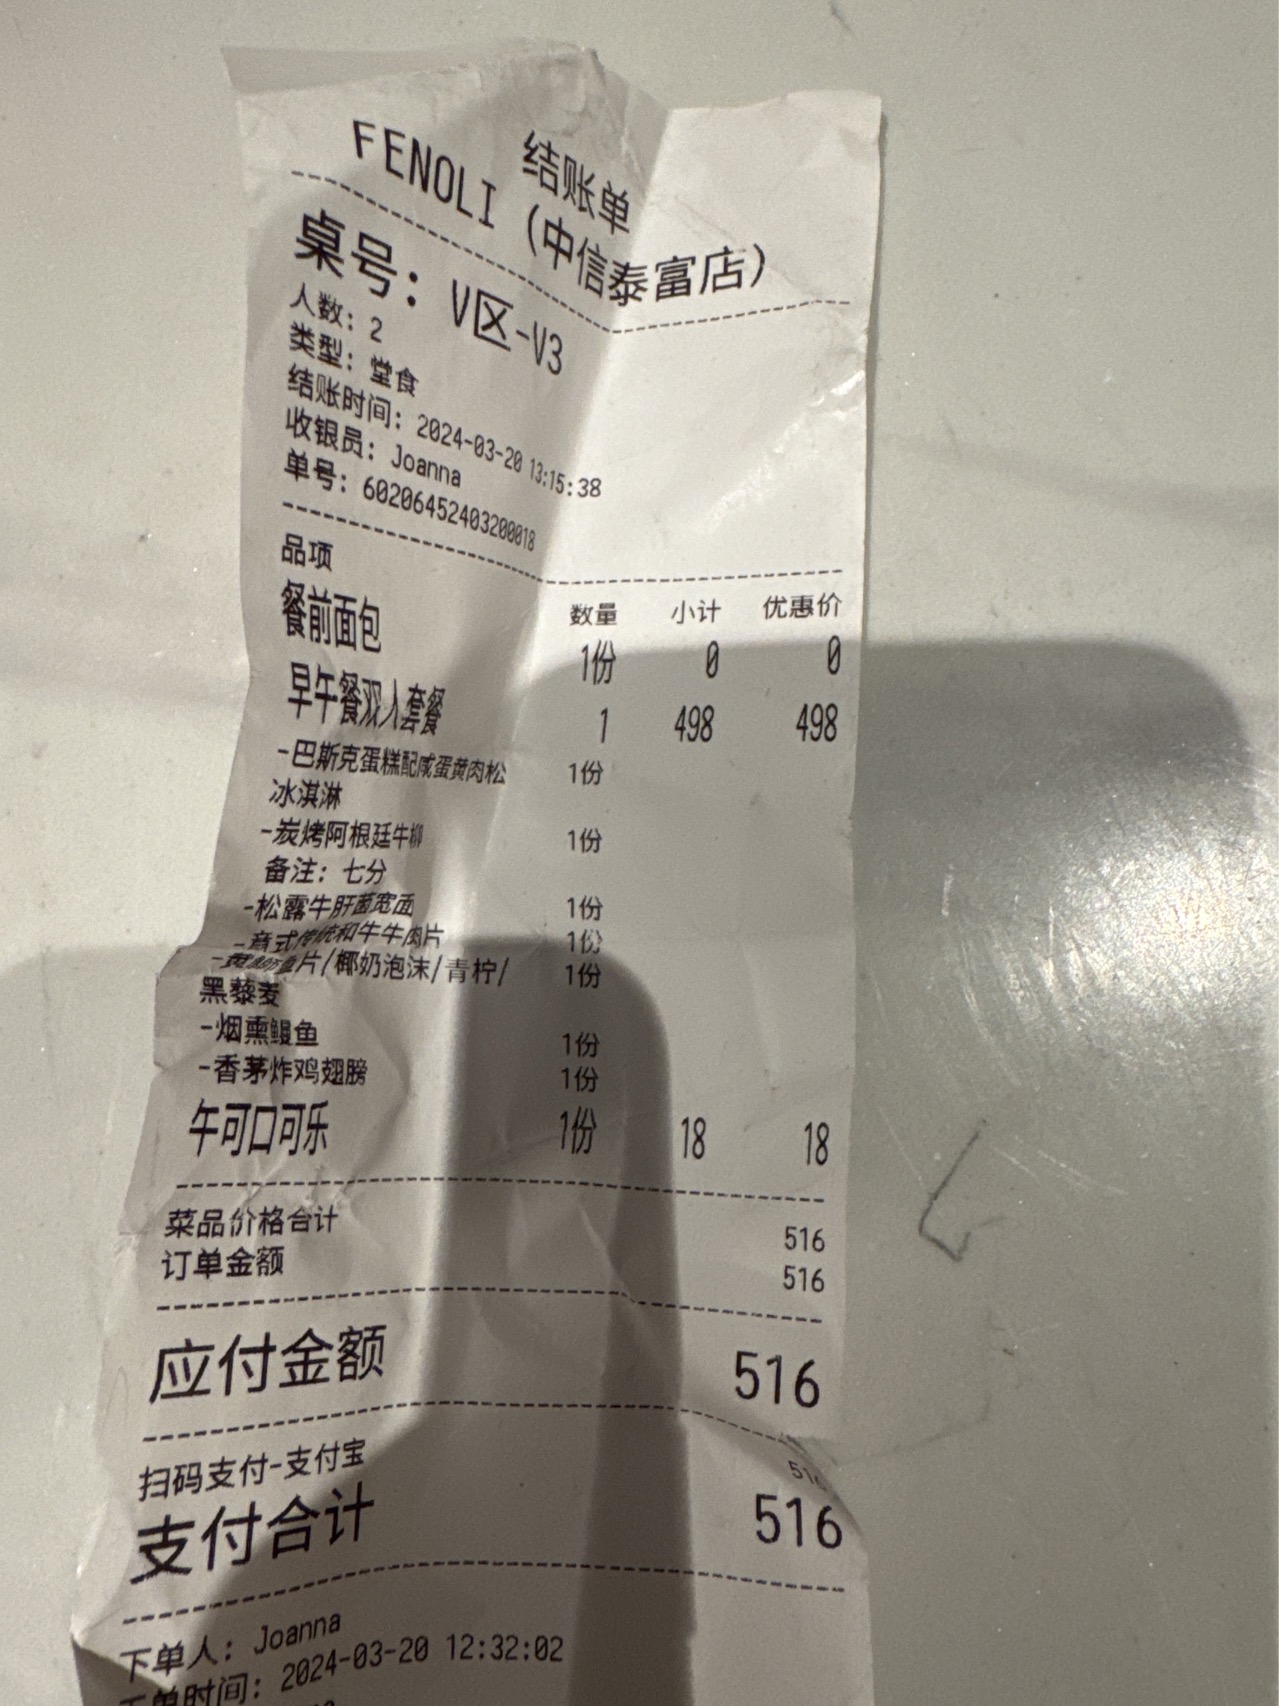 结账单
FENOLI (中信泰富店)
桌号: V区-V3
人数: 2
类型: 堂食
结账时间: 2024-03-20 13:15:38
收银员: Joanna
单号: 60206452403200018
品项 数量 小计 优惠价
餐前面包 1份 0 0
早午餐双人套餐 1 498 498
-巴斯克蛋糕配咸蛋黄肉松 1份
冰淇淋
-炭烤阿根廷牛柳 1份
备注: 七分
-松露牛肝菌宽面 1份
-意式传统和牛牛肉片 1份
-黄鰤鱼片/椰奶泡沫/青柠/ 1份
黑藜麦
-烟熏鳗鱼 1份
-香茅炸鸡翅膀 1份
午可口可乐 1份 18 18
菜品价格合计 516
订单金额 516
应付金额 516
扫码支付-支付宝 516
支付合计 516
下单人: Joanna
下单时间: 2024-03-20 12:32:02